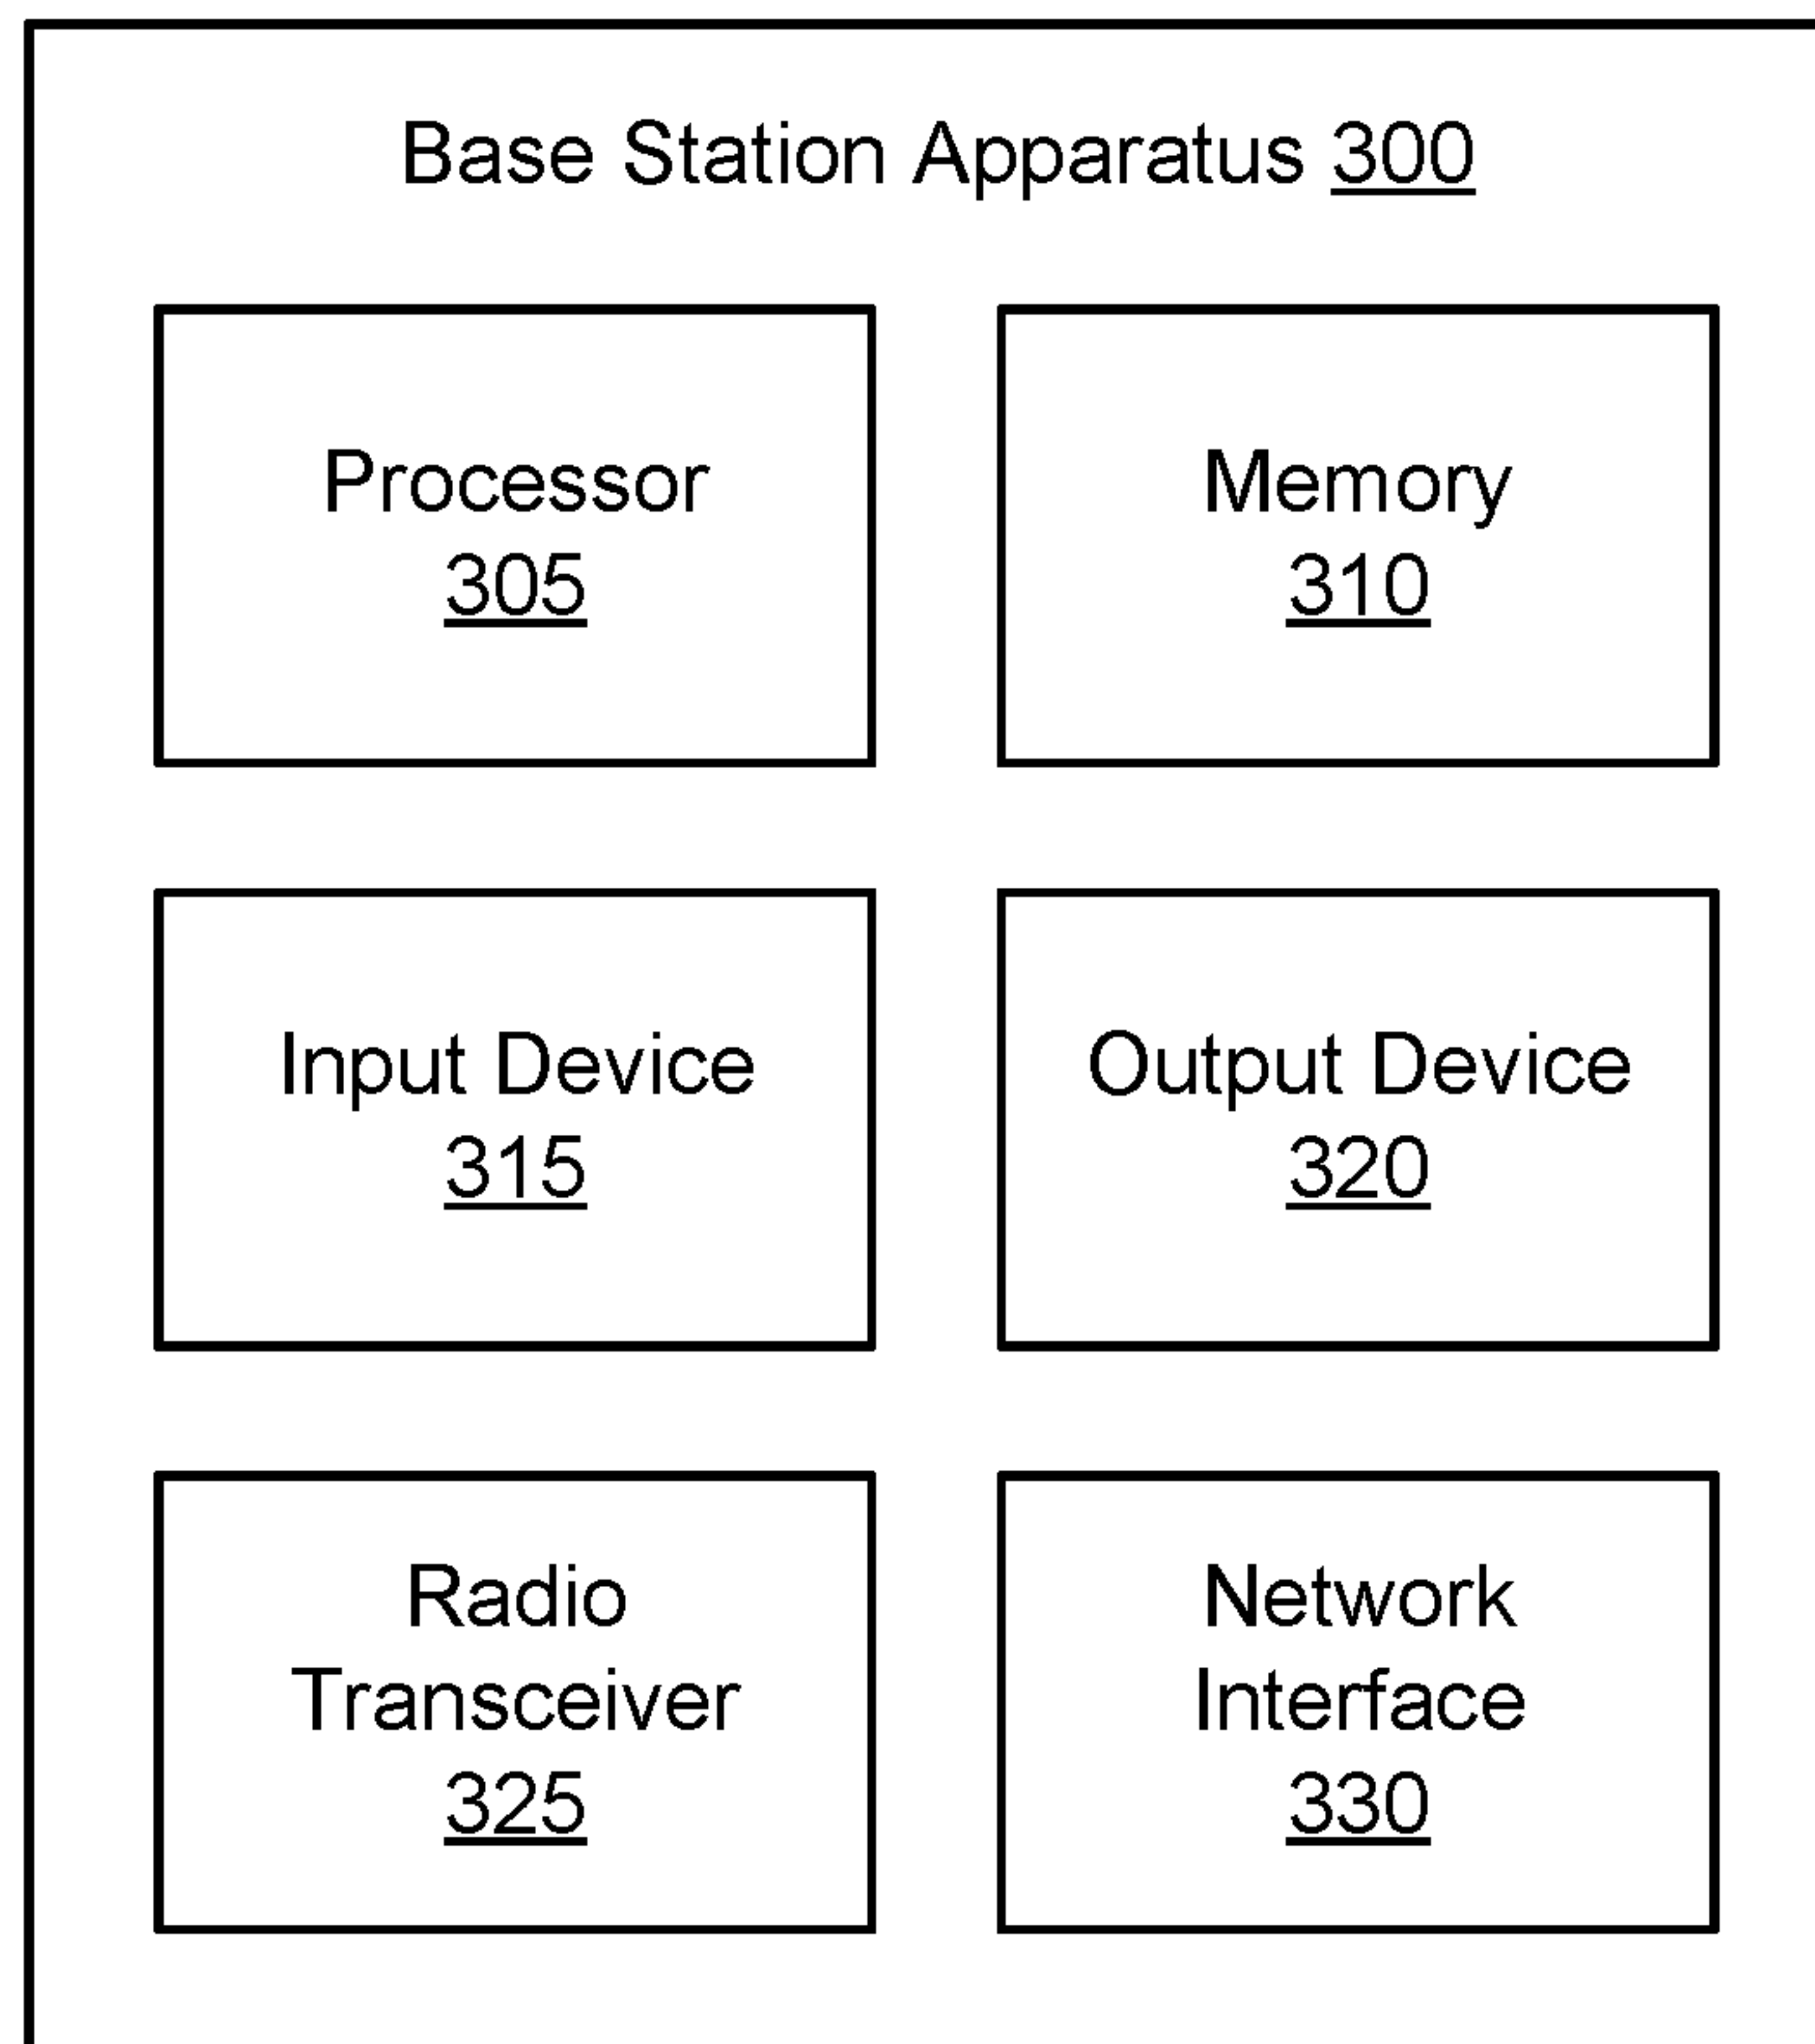 Base Station Apparatus 300
Processor
305
Memory
310
Input Device
315
Output Device
320
Radio
Transceiver
325
Network
Interface
330